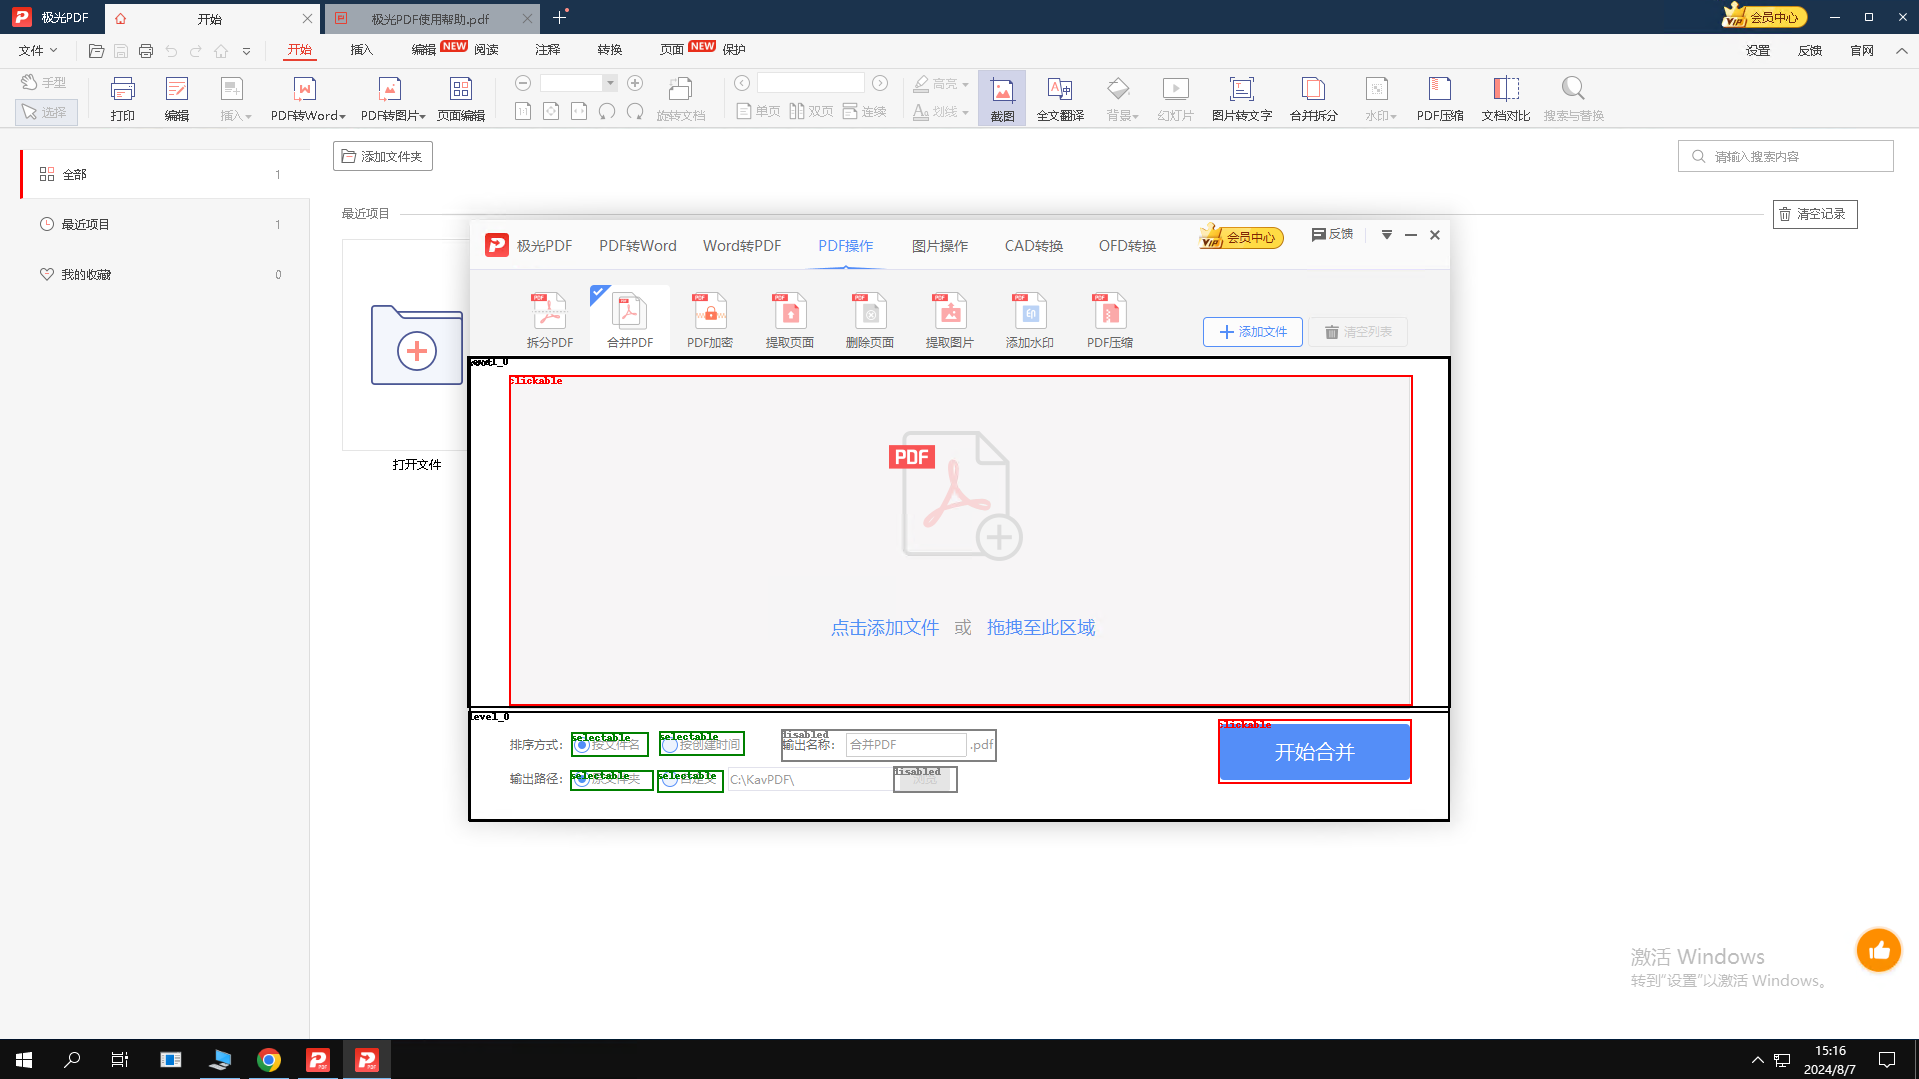 极光PDF 开始 极光PDF使用帮助.pdf 会员中心
文件 开始 插入 编辑 NEW 阅读 注释 转换 页面 NEW 保护 设置 反馈 官网
手型 选择 打印 编辑 插入 PDF转Word PDF转图片 页面编辑 旋转文档 单页 双页 连续 高亮 划线 截图 全文翻译 背景 幻灯片 图片转文字 合并拆分 水印 PDF压缩 文档对比 搜索与替换
全部 1
最近项目 1
我的收藏 0
添加文件夹 请输入搜索内容
最近项目 清空记录
打开文件
极光PDF PDF转Word Word转PDF PDF操作 图片操作 CAD转换 OFD转换 VIP 会员中心 反馈
拆分PDF 合并PDF PDF加密 提取页面 删除页面 提取图片 添加水印 PDF压缩 添加文件 清空列表
level_0
clickable
PDF
点击添加文件 或 拖拽至此区域
level_0
排序方式: selectable 按文件名 selectable 按创建时间 disabled 输出名称: 合并PDF .pdf clickable 开始合并
输出路径: selectable selectable C:\KavPDF\ disabled
激活 Windows
转到"设置"以激活 Windows。
15:16
2024/8/7